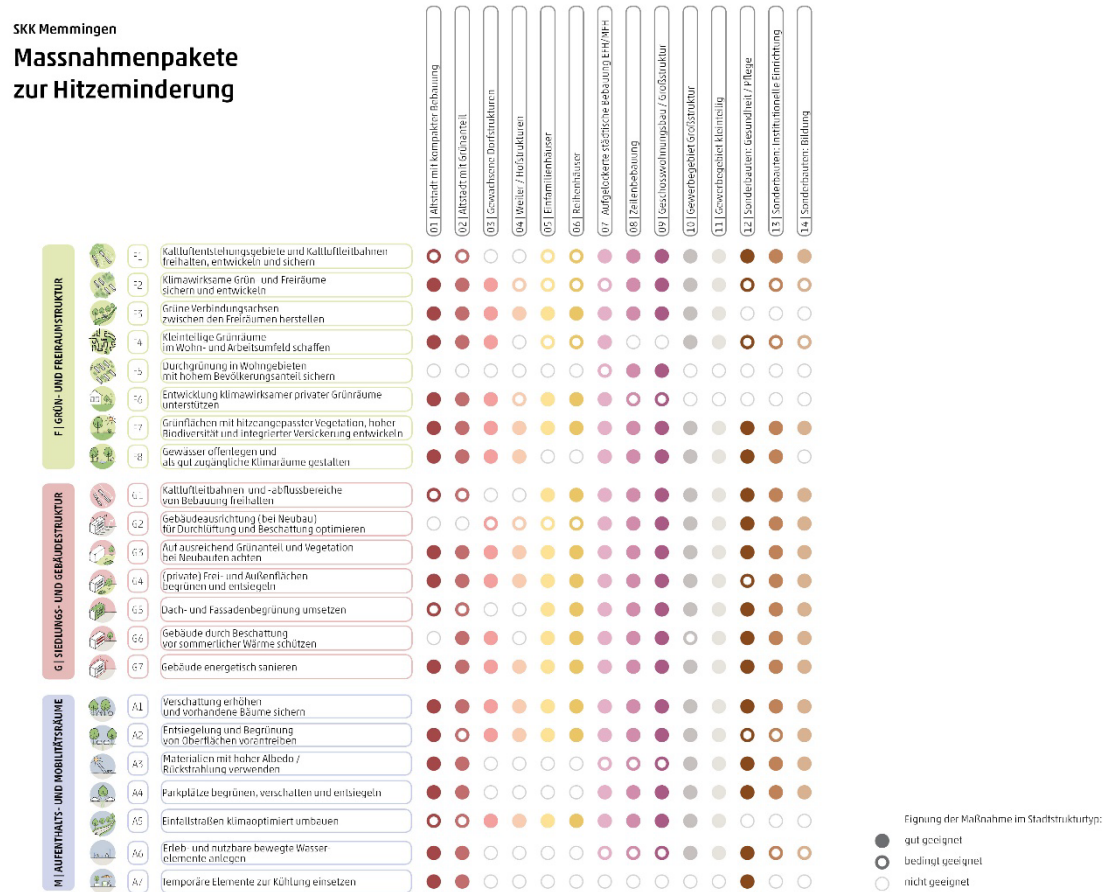 SKK Memmingen
Massnahmenpakete
zur Hitzeminderung
01 | Altstadt mit kompakter Bebauung
02 | Altstadt mit Grünanteil
03 | Gewachsene Dorfstrukturen
04 | Weiler / Hofstrukturen
05 | Einfamilienhäuser
06 | Reihenhäuser
07 | Aufgelockerte städtische Bebauung EFH/MFH
08 | Zeilenbebauung
09 | Geschosswohnungsbau / Großstruktur
10 | Gewerbegebiet Großstruktur
11 | Gewerbegebiet kleinteilig
12 | Sonderbauten: Gesundheit / Pflege
13 | Sonderbauten: Institutionelle Einrichtung
14 | Sonderbauten: Bildung
F | GRÜN- UND FREIRAUMSTRUKTUR
F1
Kaltluftentstehungsgebiete und Kaltluftleitbahnen
freihalten, entwickeln und sichern
F2
Klimawirksame Grün- und Freiräume
sichern und entwickeln
F3
Grüne Verbindungsachsen
zwischen den Freiräumen herstellen
F4
Kleinteilige Grünräume
im Wohn- und Arbeitsumfeld schaffen
F5
Durchgrünung in Wohngebieten
mit hohem Bevölkerungsanteil sichern
F6
Entwicklung klimawirksamer privater Grünräume
unterstützen
F7
Grünflächen mit hitzeangepasster Vegetation, hoher
Biodiversität und integrierter Versickerung entwickeln
F8
Gewässer offenlegen und
als gut zugängliche Klimaräume gestalten
G | SIEDLUNGS- UND GEBÄUDESTRUKTUR
G1
Kaltluftleitbahnen und -abflussbereiche
von Bebauung freihalten
G2
Gebäudeausrichtung (bei Neubau)
für Durchlüftung und Beschattung optimieren
G3
Auf ausreichend Grünanteil und Vegetation
bei Neubauten achten
G4
(private) Frei- und Außenflächen
begrünen und entsiegeln
G5
Dach- und Fassadenbegrünung umsetzen
G6
Gebäude durch Beschattung
vor sommerlicher Wärme schützen
G7
Gebäude energetisch sanieren
M | AUFENTHALTS- UND MOBILITÄTSRÄUME
A1
Verschattung erhöhen
und vorhandene Bäume sichern
A2
Entsiegelung und Begrünung
von Oberflächen vorantreiben
A3
Materialien mit hoher Albedo /
Rückstrahlung verwenden
A4
Parkplätze begrünen, verschatten und entsiegeln
A5
Einfallstraßen klimaoptimiert umbauen
A6
Erleb- und nutzbare bewegte Wasser-
elemente anlegen
A7
Temporäre Elemente zur Kühlung einsetzen
Eignung der Maßnahme im Stadtstrukturtyp:
gut geeignet
bedingt geeignet
nicht geeignet